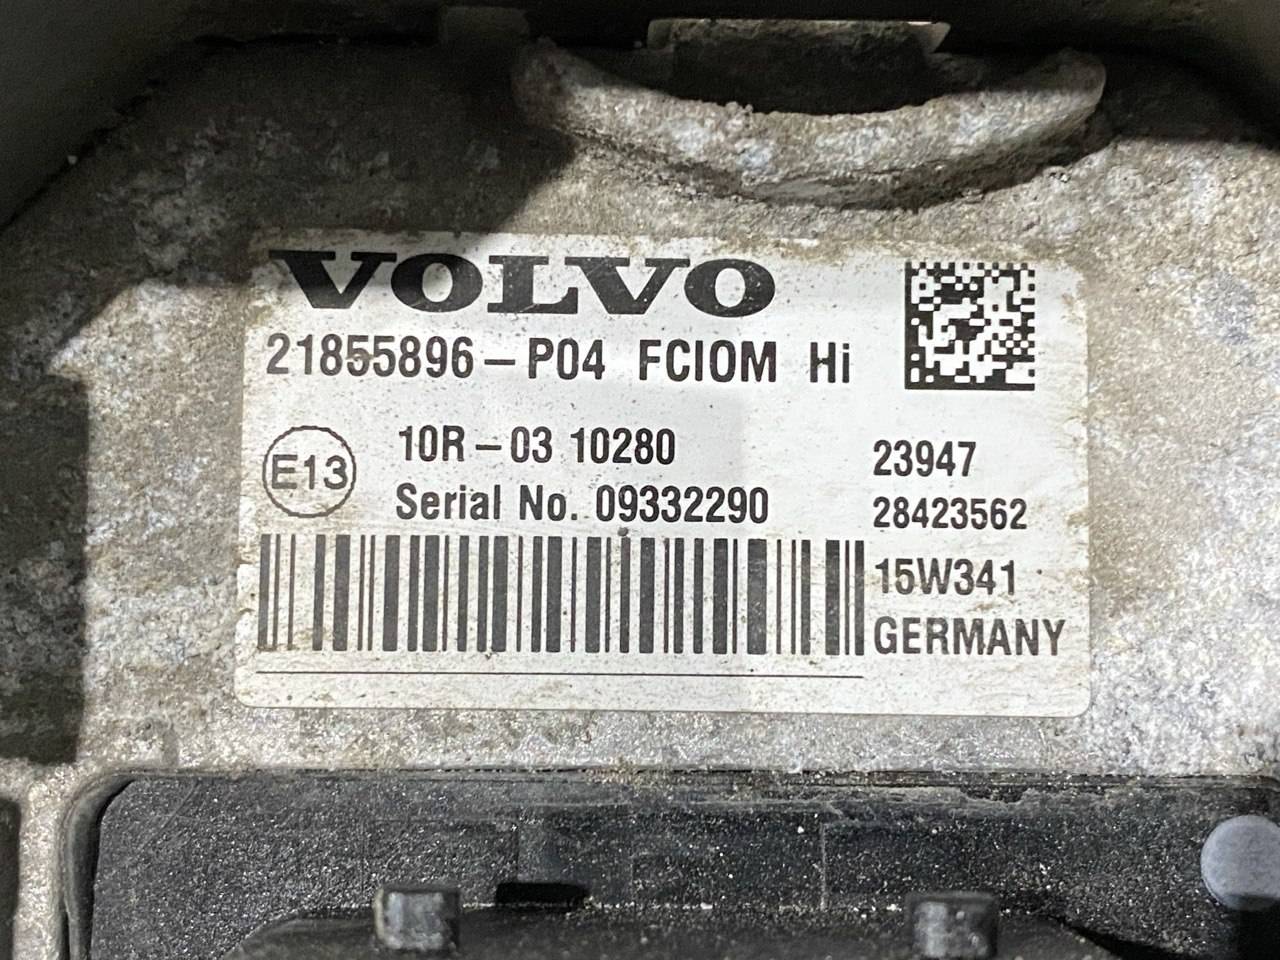 VOLVO
21855896-P04 FCIOM Hi
E13
10R-03 10280
23947
Serial No. 09332290
28423562
15W341
GERMANY